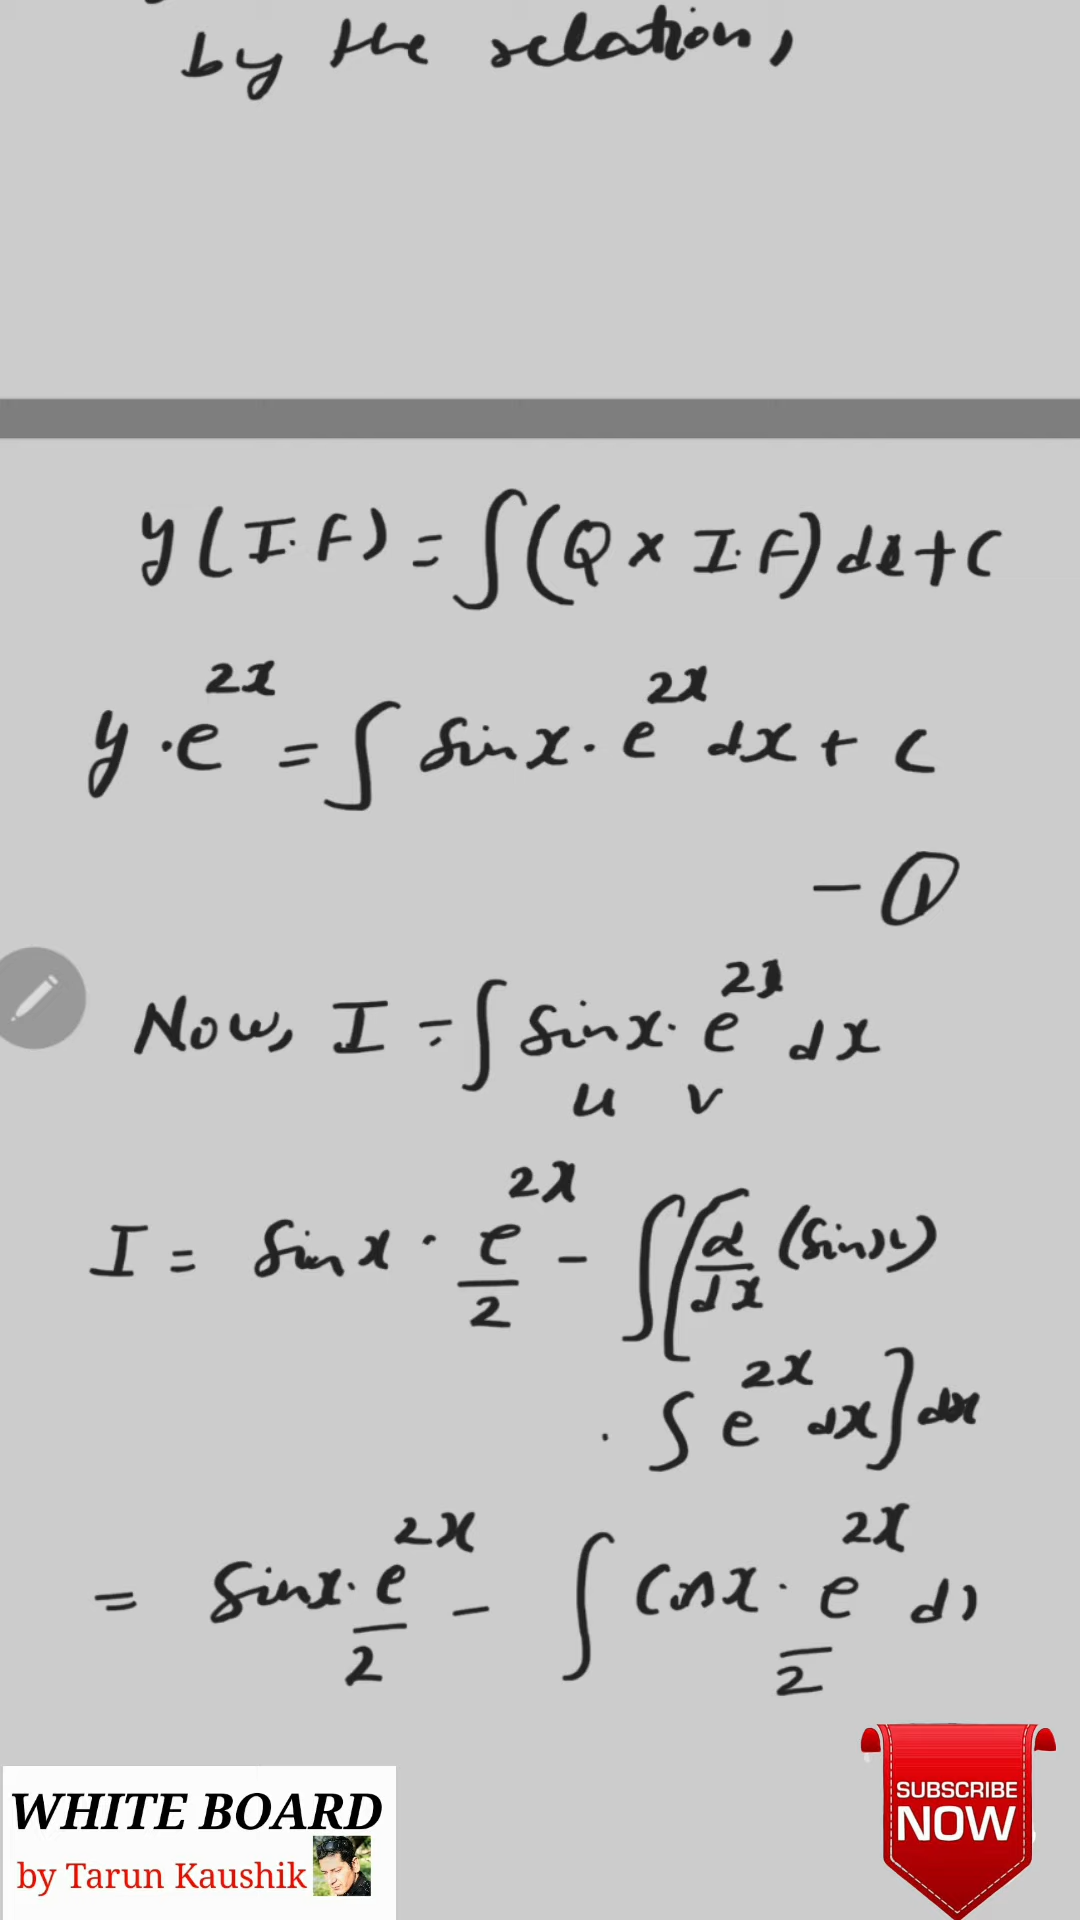 by the relation,
y(I.F) = ∫(Q × I.F) dx + C
y · e^2x = ∫ sinx · e^2x dx + C
— ①
Now, I = ∫ sinx · e^2x dx
u v
I = sinx · e^2x/2 - ∫[d/dx (sinx)
· ∫ e^2x dx] dx
= sinx · e^2x/2 - ∫ cosx · e^2x/2 d
SUBSCRIBE
NOW
WHITE BOARD
by Tarun Kaushik